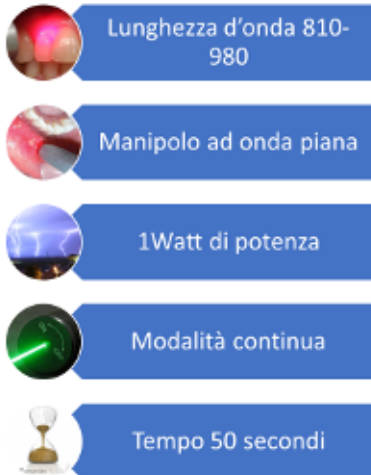 Lunghezza d'onda 810-
980
Manipolo ad onda piana
1Watt di potenza
Modalità continua
Tempo 50 secondi